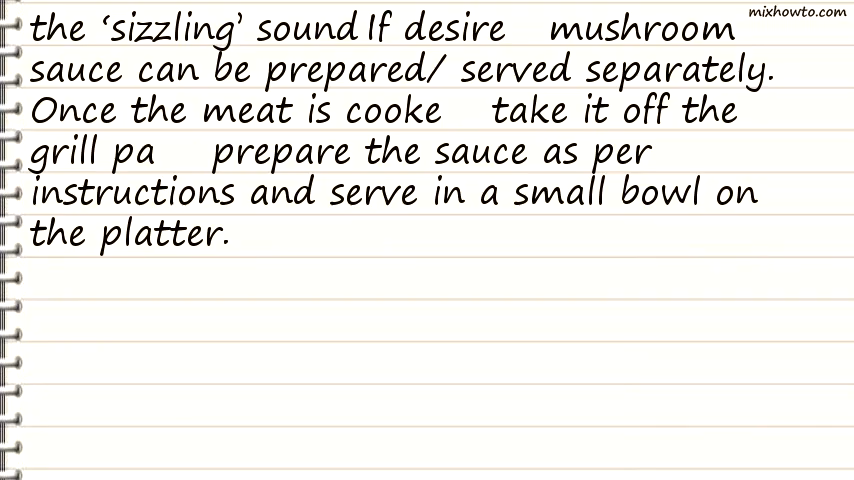 mixhowto.com
the ‘sizzling’ sound If desire mushroom
sauce can be prepared/ served separately.
Once the meat is cooke take it off the
grill pa prepare the sauce as per
instructions and serve in a small bowl on
the platter.